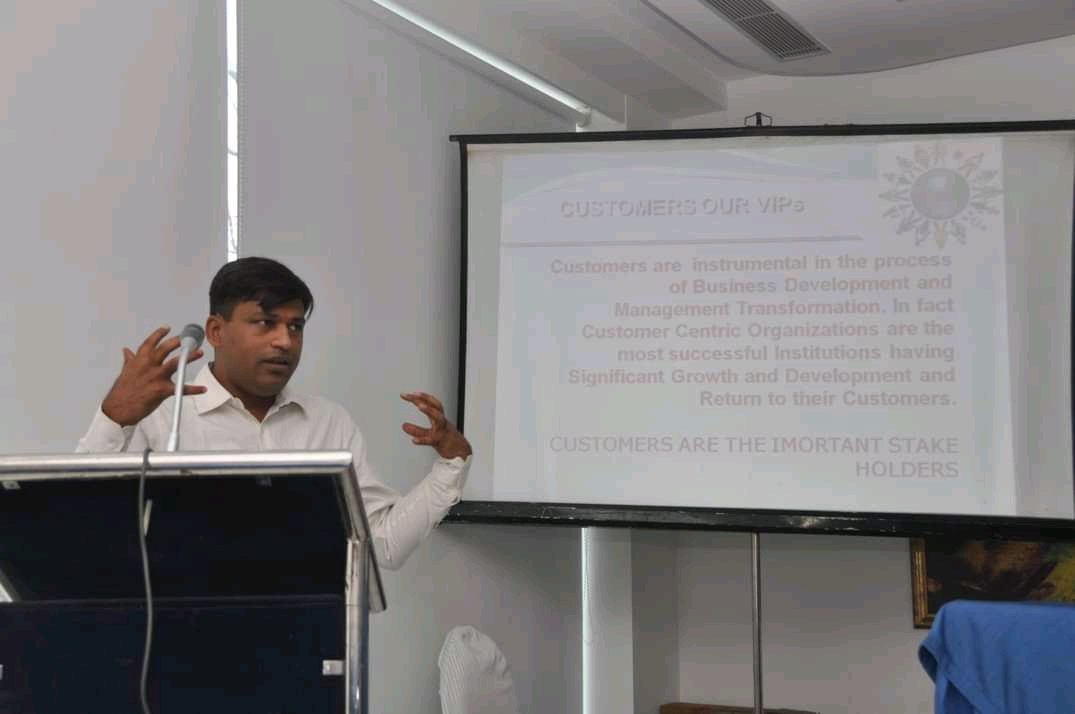 CUSTOMERS OUR VIPs
Customers are instrumental in the process
of Business Development and
Management Transformation. In fact
Customer Centric Organizations are the
most successful Institutions having
Significant Growth and Development and
Return to their Customers.
CUSTOMERS ARE THE IMORTANT STAKE
HOLDERS